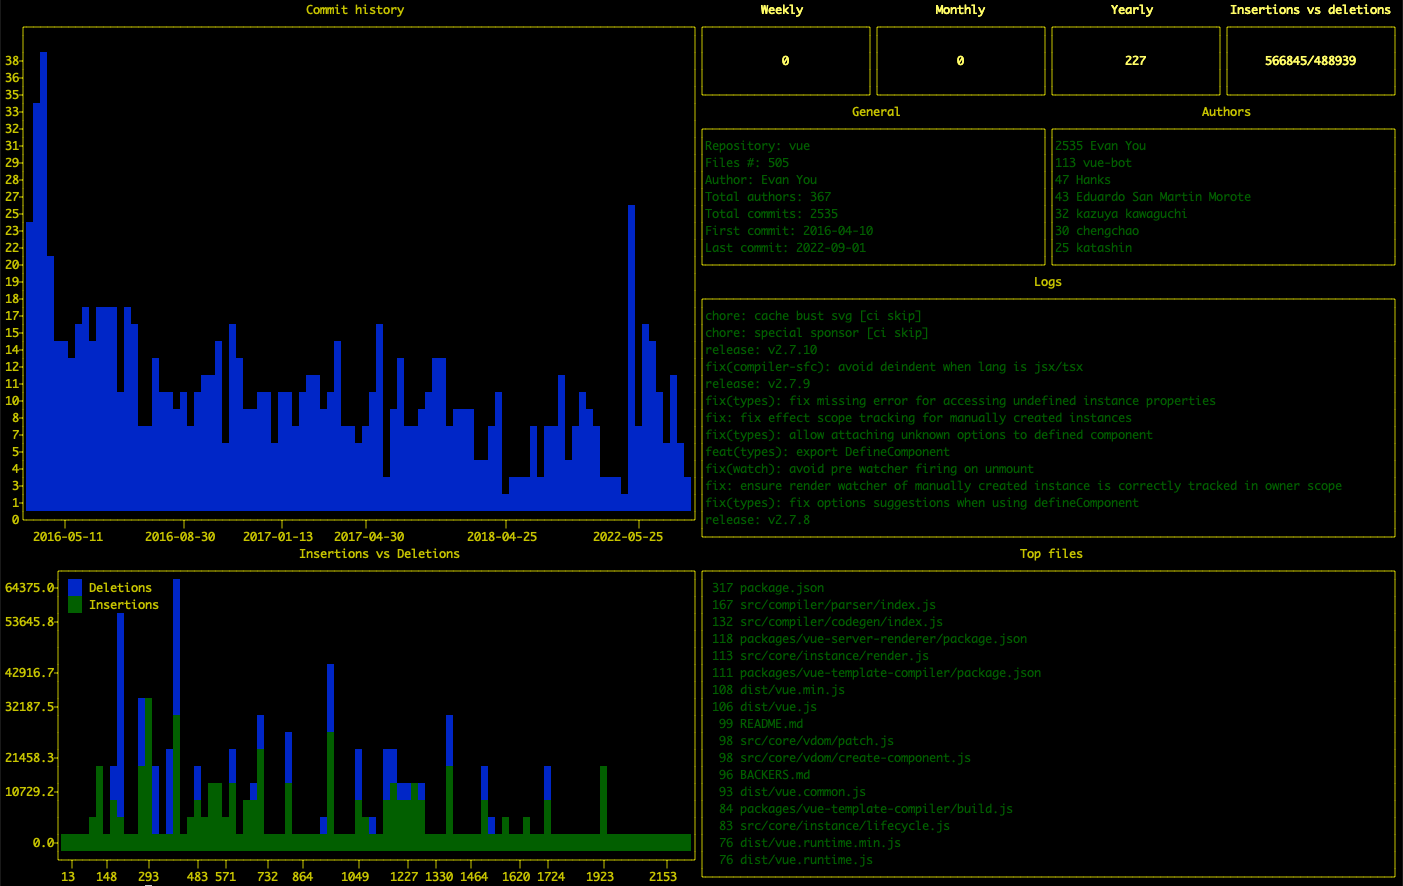 Commit history
38
36
35
33
32
31
29
28
27
25
23
22
20
19
18
17
15
14
12
11
10
8
7
5
4
3
1
0
2016-05-11 2016-08-30 2017-01-13 2017-04-30 2018-04-25 2022-05-25
Weekly Monthly Yearly Insertions vs deletions
0 0 227 566845/488939
General
Repository: vue
Files #: 505
Author: Evan You
Total authors: 367
Total commits: 2535
First commit: 2016-04-10
Last commit: 2022-09-01
Authors
2535 Evan You
113 vue-bot
47 Hanks
43 Eduardo San Martin Morote
32 kazuya kawaguchi
30 chengchao
25 katashin
Logs
chore: cache bust svg [ci skip]
chore: special sponsor [ci skip]
release: v2.7.10
fix(compiler-sfc): avoid deindent when lang is jsx/tsx
release: v2.7.9
fix(types): fix missing error for accessing undefined instance properties
fix: fix effect scope tracking for manually created instances
fix(types): allow attaching unknown options to defined component
feat(types): export DefineComponent
fix(watch): avoid pre watcher firing on unmount
fix: ensure render watcher of manually created instance is correctly tracked in owner scope
fix(types): fix options suggestions when using defineComponent
release: v2.7.8
Insertions vs Deletions
Deletions
Insertions
64375.0
53645.8
42916.7
32187.5
21458.3
10729.2
0.0
13 148 293 483 571 732 864 1049 1227 1330 1464 1620 1724 1923 2153
Top files
317 package.json
167 src/compiler/parser/index.js
132 src/compiler/codegen/index.js
118 packages/vue-server-renderer/package.json
113 src/core/instance/render.js
111 packages/vue-template-compiler/package.json
108 dist/vue.min.js
106 dist/vue.js
99 README.md
98 src/core/vdom/patch.js
98 src/core/vdom/create-component.js
96 BACKERS.md
93 dist/vue.common.js
84 packages/vue-template-compiler/build.js
83 src/core/instance/lifecycle.js
76 dist/vue.runtime.min.js
76 dist/vue.runtime.js